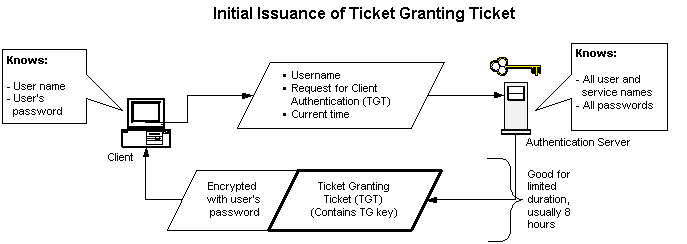 Initial Issuance of Ticket Granting Ticket
Knows:
- User name
- User's
password
Client
▪ Username
▪ Request for Client
Authentication (TGT)
▪ Current time
Knows:
- All user and
service names
- All passwords
Authentication Server
Encrypted
with user's
password
Ticket Granting
Ticket (TGT)
(Contains TG key)
Good for
limited
duration,
usually 8
hours